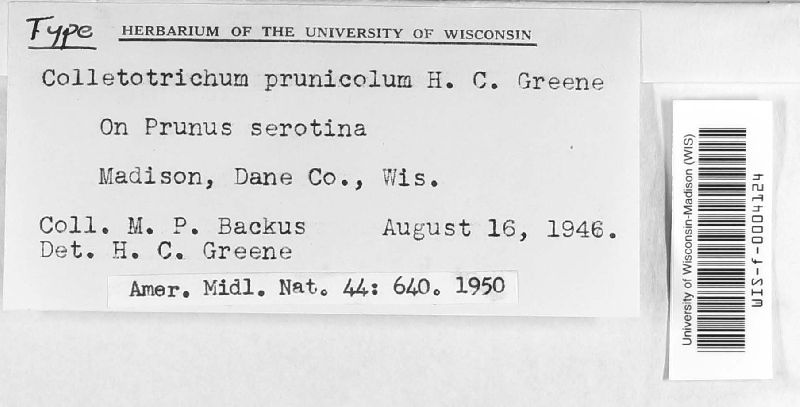 Type HERBARIUM OF THE UNIVERSITY OF WISCONSIN
Colletotrichum prunicolum H. C. Greene
On Prunus serotina
Madison, Dane Co., Wis.
Coll. M. P. Backus August 16, 1946.
Det. H. C. Greene
Amer. Midl. Nat. 44: 640. 1950
University of Wisconsin-Madison (WIS)
WIS-f-0004124